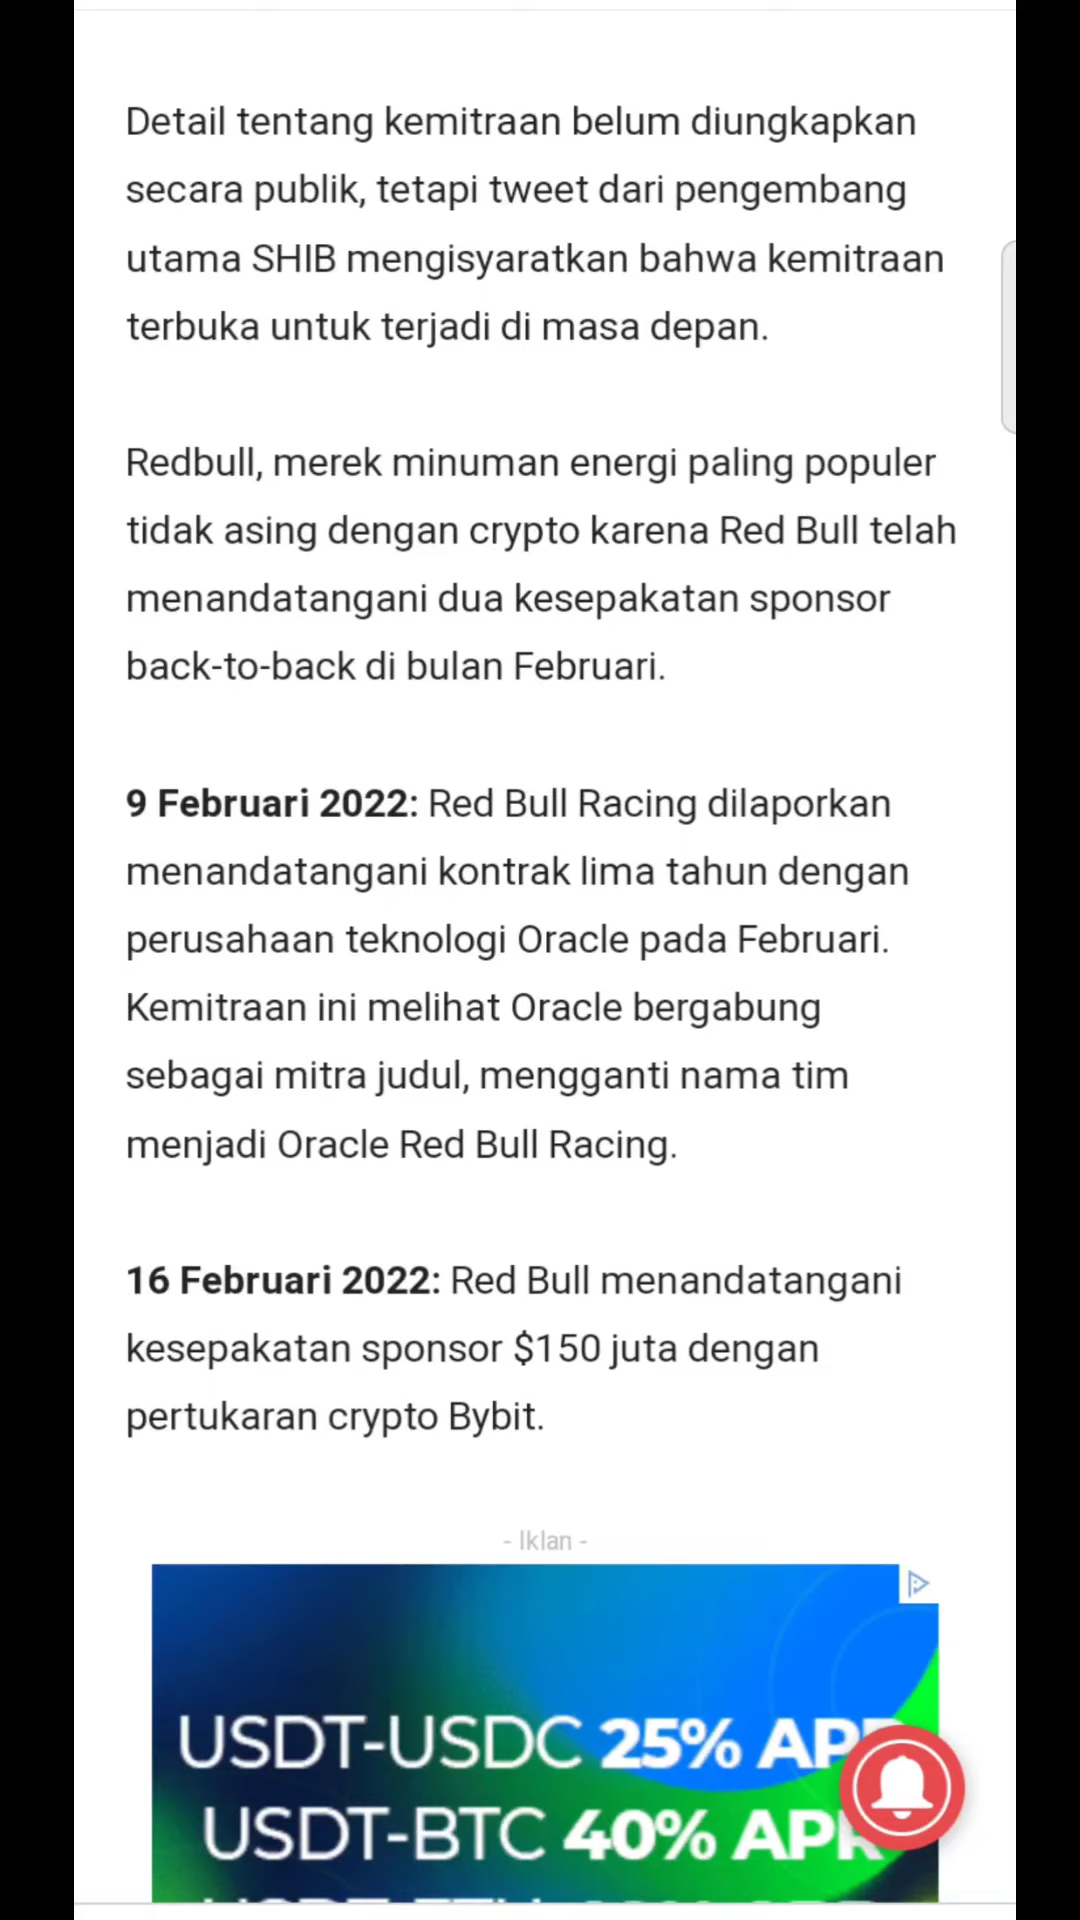 Detail tentang kemitraan belum diungkapkan
secara publik, tetapi tweet dari pengembang
utama SHIB mengisyaratkan bahwa kemitraan
terbuka untuk terjadi di masa depan.
Redbull, merek minuman energi paling populer
tidak asing dengan crypto karena Red Bull telah
menandatangani dua kesepakatan sponsor
back-to-back di bulan Februari.
9 Februari 2022: Red Bull Racing dilaporkan
menandatangani kontrak lima tahun dengan
perusahaan teknologi Oracle pada Februari.
Kemitraan ini melihat Oracle bergabung
sebagai mitra judul, mengganti nama tim
menjadi Oracle Red Bull Racing.
16 Februari 2022: Red Bull menandatangani
kesepakatan sponsor $150 juta dengan
pertukaran crypto Bybit.
- Iklan -
USDT-USDC 25% APR
USDT-BTC 40% APR